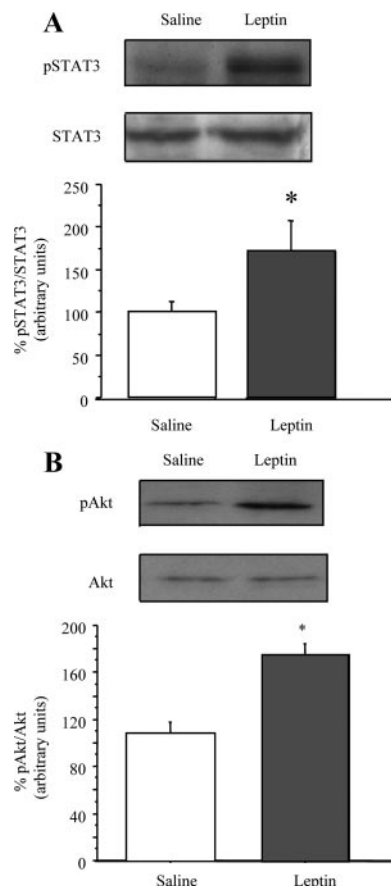 A
Saline Leptin
pSTAT3
STAT3
250
200
150
100
50
0
% pSTAT3/STAT3
(arbitrary units)
*
Saline Leptin
B
Saline Leptin
pAkt
Akt
200
160
120
80
40
0
% pAkt/Akt
(arbitrary units)
*
Saline Leptin